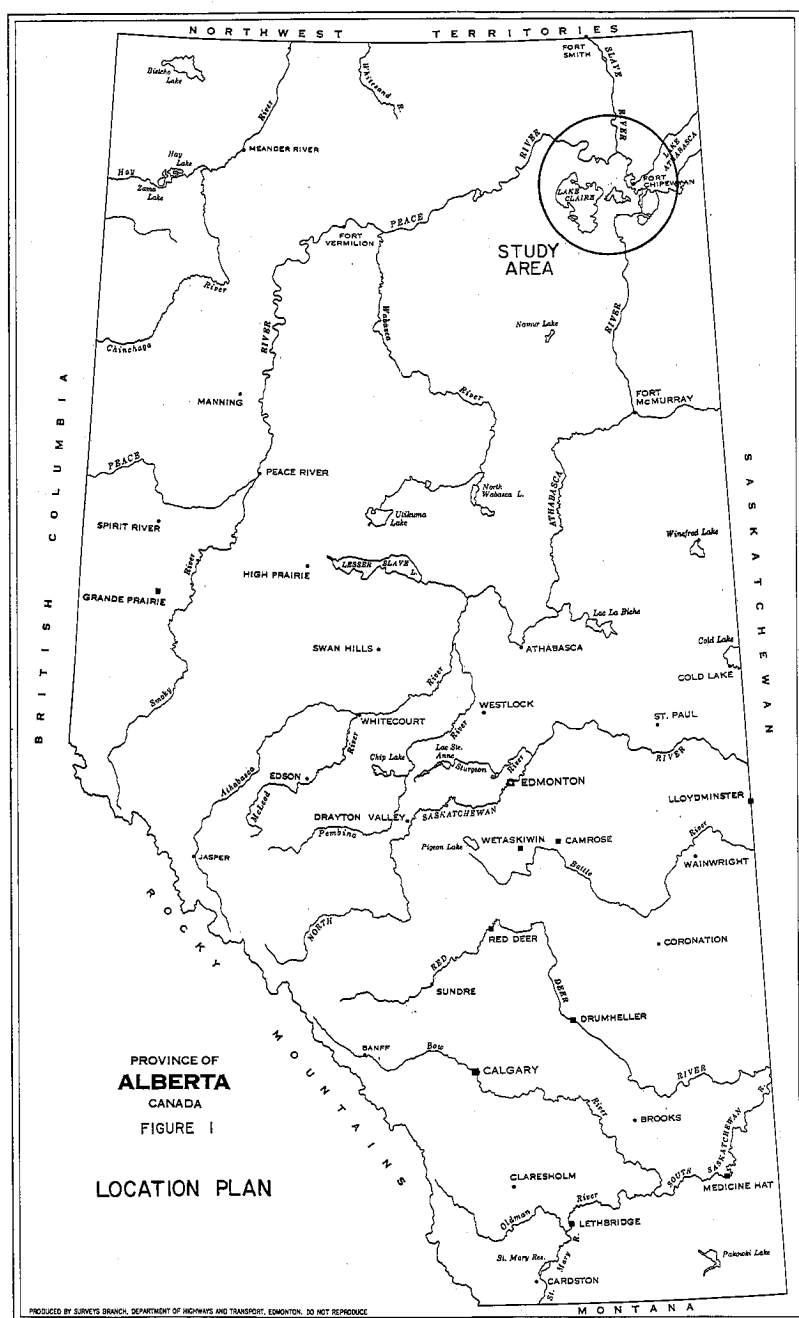 NORTHWEST TERRITORIES
FORT SMITH
SLAVE RIVER
Bistcho Lake
Whitesand R.
River
MEANDER RIVER
Hay Lake
Hay
Zama Lake
RIVER
LAKE ATHABASCA
FORT CHIPEWYAN
LAKE CLAIRE
PEACE
FORT VERMILION
STUDY AREA
River
Chinchaga
RIVER
Wabasca
Namur Lake
RIVER
MANNING
River
FORT McMURRAY
BRITISH COLUMBIA
SASKATCHEWAN
PEACE
PEACE RIVER
ATHABASCA
North Wabasca L.
Utikuma Lake
SPIRIT RIVER
Winefred Lake
River
HIGH PRAIRIE
LESSER SLAVE L.
GRANDE PRAIRIE
Lac La Biche
SWAN HILLS
ATHABASCA
Cold Lake
COLD LAKE
River
Smoky
WESTLOCK
ST. PAUL
WHITECOURT
River
River
Lac Ste. Anne
Chip Lake
Sturgeon
River
RIVER
Athabasca
EDSON
EDMONTON
McLeod
LLOYDMINSTER
DRAYTON VALLEY
SASKATCHEWAN
Pembina
WETASKIWIN
CAMROSE
River
Pigeon Lake
WAINWRIGHT
JASPER
Battle
ROCKY MOUNTAINS
NORTH
RED DEER
CORONATION
RED
SUNDRE
DEER
DRUMHELLER
BANFF
Bow
CALGARY
RIVER
PROVINCE OF
ALBERTA
CANADA
FIGURE 1
River
BROOKS
SASKATCHEWAN R.
LOCATION PLAN
CLARESHOLM
SOUTH
MEDICINE HAT
River
Oldman
LETHBRIDGE
St. Mary Res.
St. Mary R.
Pakowki Lake
CARDSTON
MONTANA
PRODUCED BY SURVEYS BRANCH, DEPARTMENT OF HIGHWAYS AND TRANSPORT, EDMONTON. DO NOT REPRODUCE